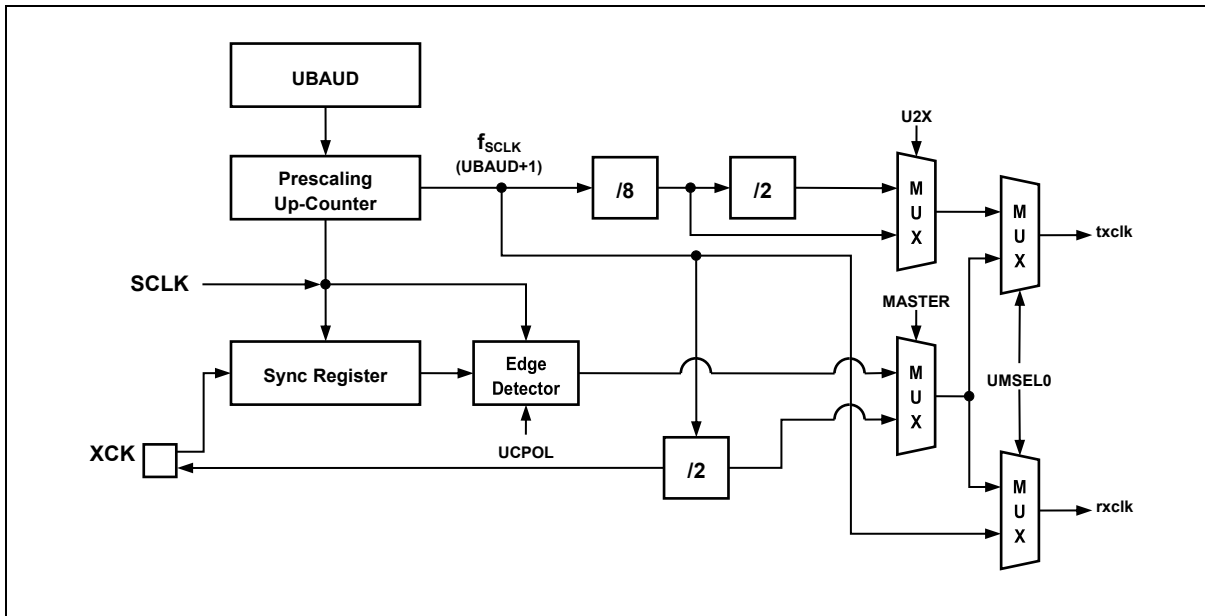 UBAUD
U2X
fSCLK
(UBAUD+1)
Prescaling
Up-Counter
/8
/2
M
U
X
M
U
X
txclk
SCLK
MASTER
Sync Register
Edge
Detector
M
U
X
UMSEL0
UCPOL
XCK
/2
M
U
X
rxclk